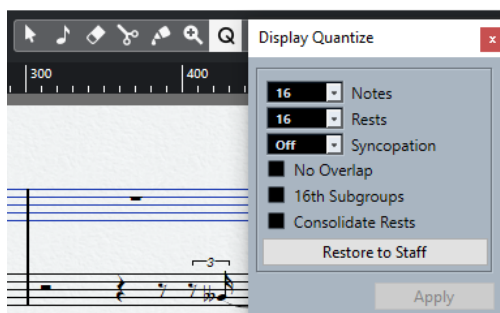 Q
Display Quantize
x
300
400
16 Notes
16 Rests
Off Syncopation
No Overlap
16th Subgroups
Consolidate Rests
Restore to Staff
3
Apply